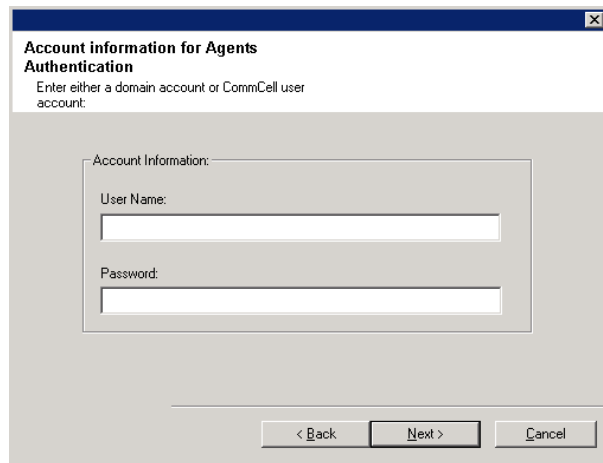 Account information for Agents
Authentication
Enter either a domain account or CommCell user
account:
Account Information:
User Name:
Password:
< Back
Next >
Cancel